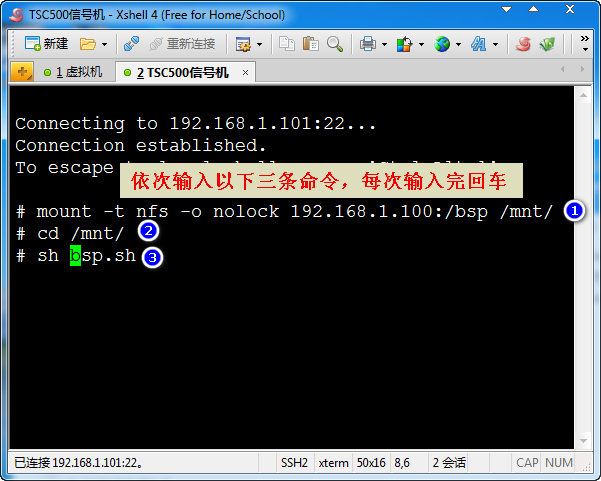 TSC500信号机 - Xshell 4 (Free for Home/School)
新建 重新连接
1 虚拟机 2 TSC500信号机 ×
Connecting to 192.168.1.101:22...
Connection established.
To escape
依次输入以下三条命令，每次输入完回车
# mount -t nfs -o nolock 192.168.1.100:/bsp /mnt/ 1
# cd /mnt/ 2
# sh bsp.sh 3
已连接 192.168.1.101:22。 SSH2 xterm 50x16 8,6 2 会话 CAP NUM